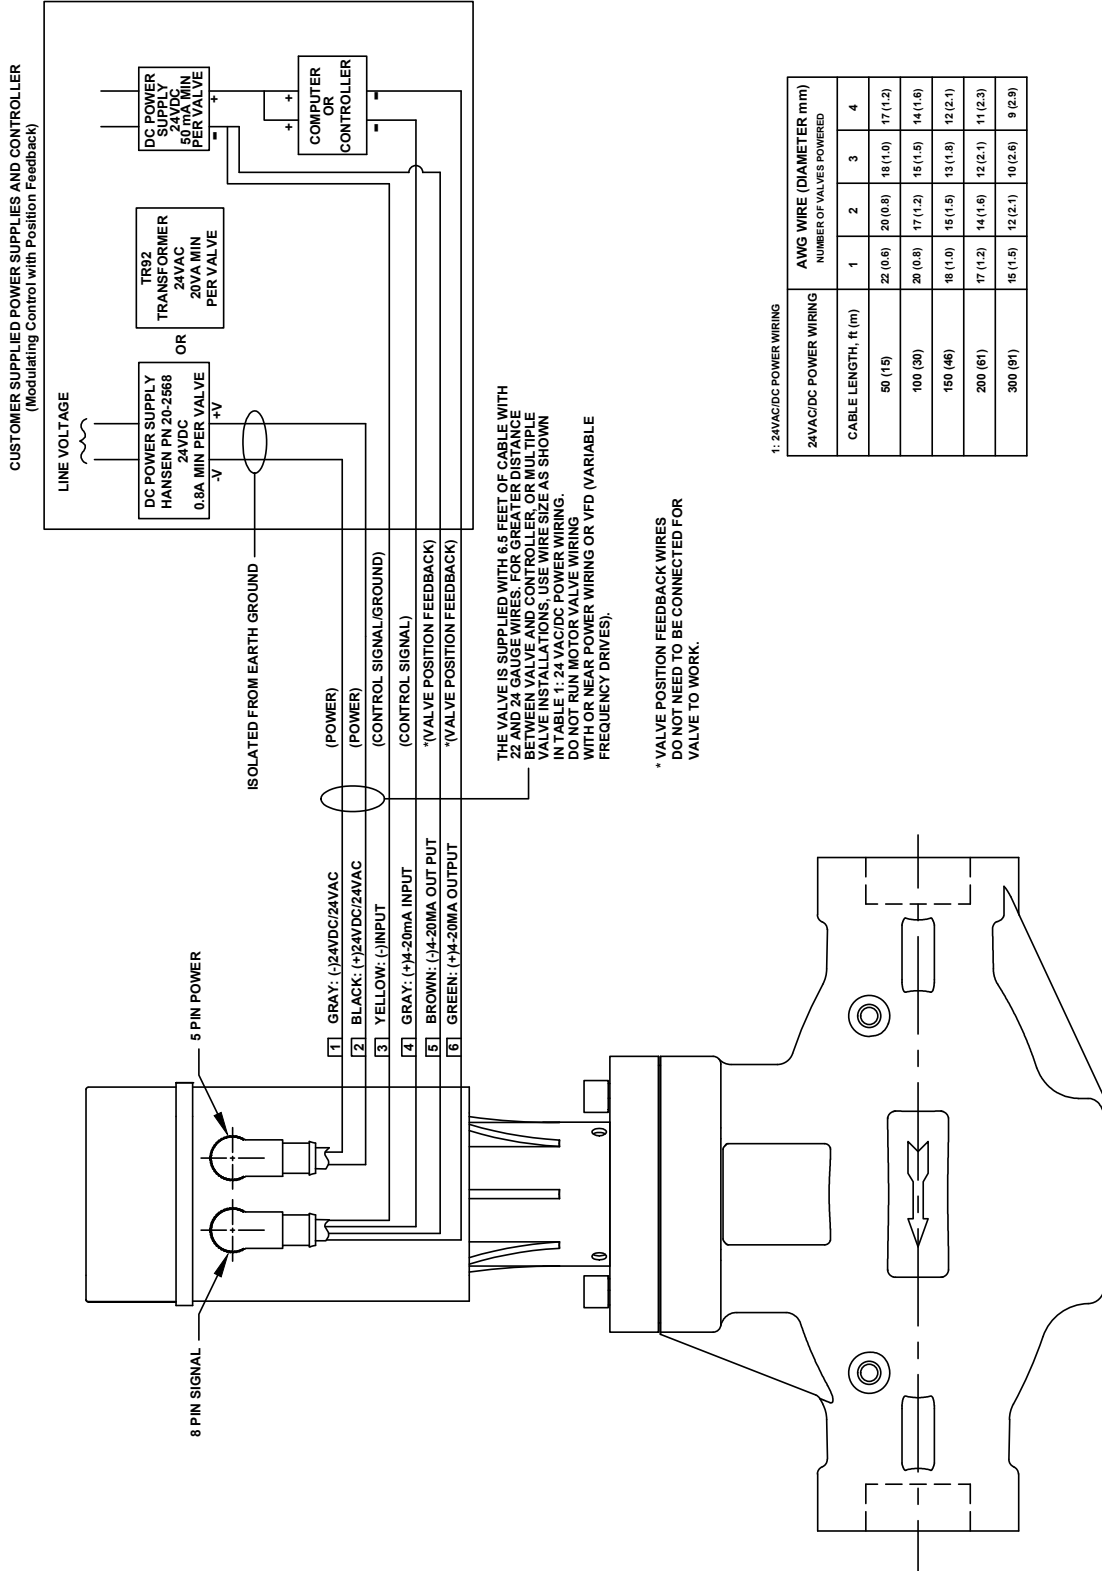 CUSTOMER SUPPLIED POWER SUPPLIES AND CONTROLLER
(Modulating Control with Position Feedback)
LINE VOLTAGE
DC POWER SUPPLY
HANSEN PN 20-2568
24VDC
0.8A MIN PER VALVE
-V
+V
OR
TR92
TRANSFORMER
24VAC
20VA MIN
PER VALVE
DC POWER
SUPPLY
24VDC
50 mA MIN
PER VALVE
-
+
+
+
COMPUTER
OR
CONTROLLER
-
-
ISOLATED FROM EARTH GROUND
8 PIN SIGNAL
5 PIN POWER
1 GRAY: (-)24VDC/24VAC (POWER)
2 BLACK: (+)24VDC/24VAC (POWER)
3 YELLOW: (-)INPUT (CONTROL SIGNAL/GROUND)
4 GRAY: (+)4-20mA INPUT (CONTROL SIGNAL)
5 BROWN: (-)4-20MA OUT PUT *(VALVE POSITION FEEDBACK)
6 GREEN: (+)4-20MA OUTPUT *(VALVE POSITION FEEDBACK)
THE VALVE IS SUPPLIED WITH 6.5 FEET OF CABLE WITH
22 AND 24 GAUGE WIRES. FOR GREATER DISTANCE
BETWEEN VALVE AND CONTROLLER, OR MULTIPLE
VALVE INSTALLATIONS, USE WIRE SIZE AS SHOWN
IN TABLE 1: 24 VAC/DC POWER WIRING.
DO NOT RUN MOTOR VALVE WIRING
WITH OR NEAR POWER WIRING OR VFD (VARIABLE
FREQUENCY DRIVES).
* VALVE POSITION FEEDBACK WIRES
DO NOT NEED TO BE CONNECTED FOR
VALVE TO WORK.
1: 24VAC/DC POWER WIRING
24VAC/DC POWER WIRING AWG WIRE (DIAMETER mm)
NUMBER OF VALVES POWERED
CABLE LENGTH, ft (m) 1 2 3 4
50 (15) 22 (0.6) 20 (0.8) 18 (1.0) 17 (1.2)
100 (30) 20 (0.8) 17 (1.2) 15 (1.5) 14 (1.6)
150 (46) 18 (1.0) 15 (1.5) 13 (1.8) 12 (2.1)
200 (61) 17 (1.2) 14 (1.6) 12 (2.1) 11 (2.3)
300 (91) 15 (1.5) 12 (2.1) 10 (2.6) 9 (2.9)